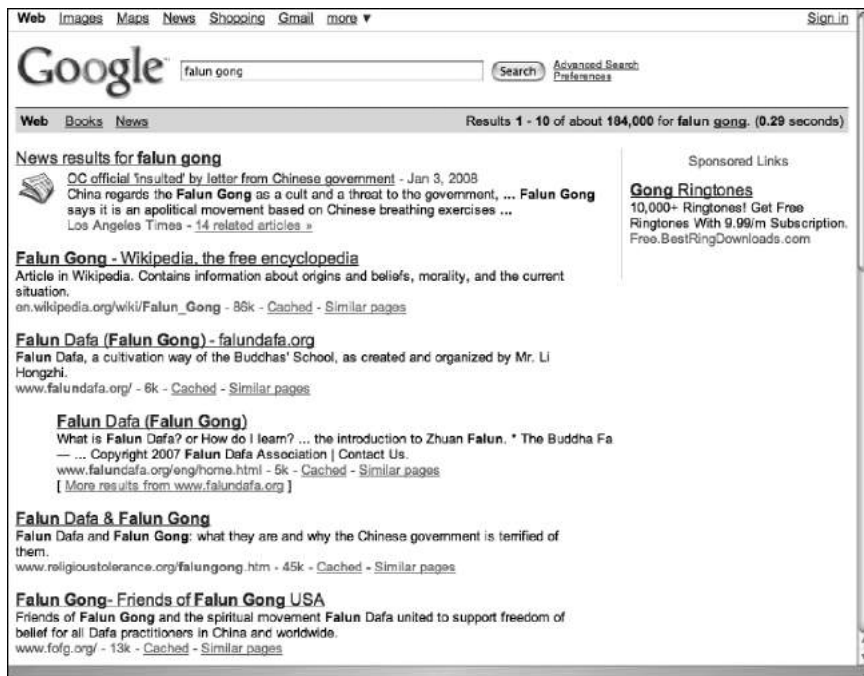 Web Images Maps News Shopping Gmail more ▼ Sign in
Google™ falun gong Search Advanced Search
Preferences
Web Books News Results 1 - 10 of about 184,000 for falun gong. (0.29 seconds)
News results for falun gong
OC official 'insulted' by letter from Chinese government - Jan 3, 2008
China regards the Falun Gong as a cult and a threat to the government, ... Falun Gong
says it is an apolitical movement based on Chinese breathing exercises ...
Los Angeles Times - 14 related articles »
Falun Gong - Wikipedia, the free encyclopedia
Article in Wikipedia. Contains information about origins and beliefs, morality, and the current
situation.
en.wikipedia.org/wiki/Falun_Gong - 86k - Cached - Similar pages
Falun Dafa (Falun Gong) - falundafa.org
Falun Dafa, a cultivation way of the Buddhas' School, as created and organized by Mr. Li
Hongzhi.
www.falundafa.org/ - 6k - Cached - Similar pages
Falun Dafa (Falun Gong)
What is Falun Dafa? or How do I learn? ... the introduction to Zhuan Falun. * The Buddha Fa
— ... Copyright 2007 Falun Dafa Association | Contact Us.
www.falundafa.org/eng/home.html - 5k - Cached - Similar pages
[ More results from www.falundafa.org ]
Falun Dafa & Falun Gong
Falun Dafa and Falun Gong: what they are and why the Chinese government is terrified of
them.
www.religioustolerance.org/falungong.htm - 45k - Cached - Similar pages
Falun Gong- Friends of Falun Gong USA
Friends of Falun Gong and the spiritual movement Falun Dafa united to support freedom of
belief for all Dafa practitioners in China and worldwide.
www.fofg.org/ - 13k - Cached - Similar pages
Sponsored Links
Gong Ringtones
10,000+ Ringtones! Get Free
Ringtones With 9.99/m Subscription.
Free.BestRingDownloads.com